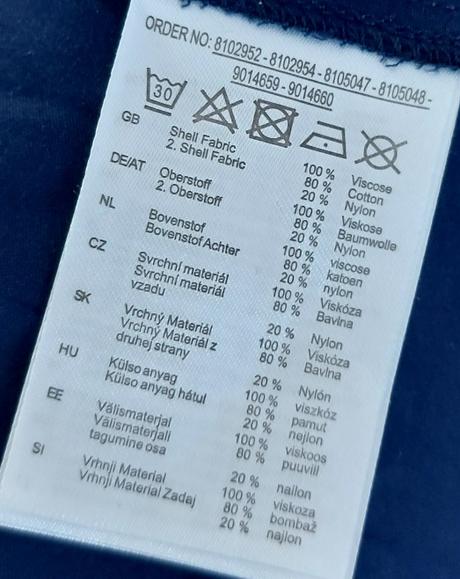 ORDER NO: 8102952 - 8102954 - 8105047 - 8105048 -
9014659 - 9014660
30
GB Shell Fabric 100 % Viscose
2. Shell Fabric 80 % Cotton
20 % Nylon
DE/AT Oberstoff 100 % Viskose
2. Oberstoff 80 % Baumwolle
20 % Nylon
NL Bovenstof 100 % viscose
Bovenstof Achter 80 % katoen
20 % nylon
CZ Svrchní materiál 100 % Viskóza
Svrchní materiál 80 % Bavlna
vzadu 20 % Nylon
SK Vrchný Materiál 100 % Viskóza
Vrchný Materiál z 80 % Bavlna
druhej strany 20 % Nylón
HU Külso anyag 100 % viszkóz
Külso anyag hátul 80 % pamut
20 % nejlon
EE Välismaterjal 100 % viskoos
Välismaterjali 80 % puuvill
tagumine osa 20 % nailon
SI Vrhnji Material 100 % viskoza
Vrhnji Material Zadaj 80 % bombaž
20 % najlon